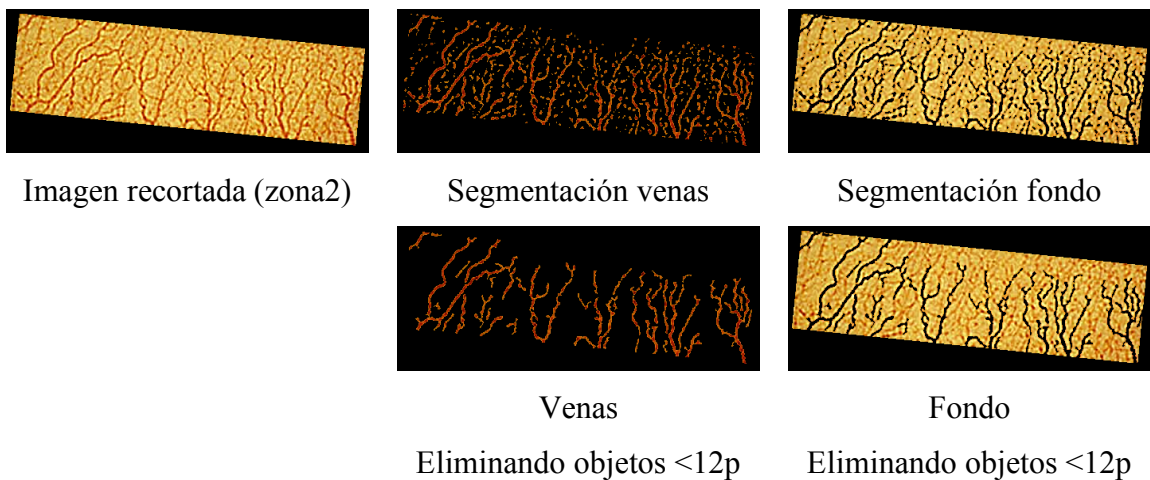 Imagen recortada (zona2)
Segmentación venas
Segmentación fondo
Venas
Eliminando objetos <12p
Fondo
Eliminando objetos <12p